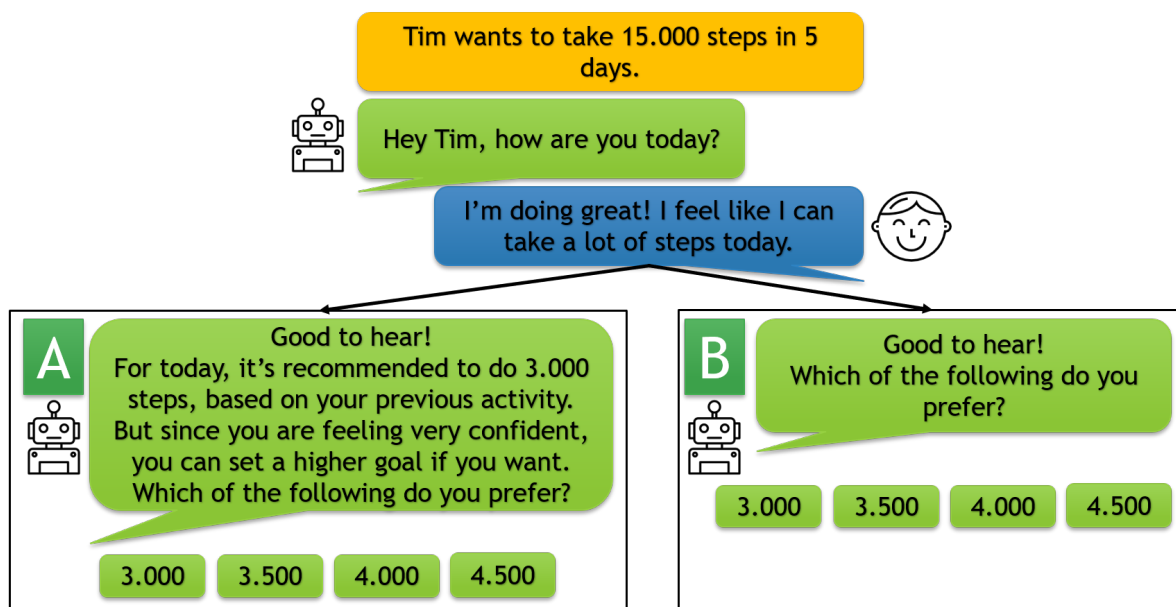 Tim wants to take 15.000 steps in 5
days.
Hey Tim, how are you today?
I'm doing great! I feel like I can
take a lot of steps today.
A
Good to hear!
For today, it's recommended to do 3.000
steps, based on your previous activity.
But since you are feeling very confident,
you can set a higher goal if you want.
Which of the following do you prefer?
3.000 3.500 4.000 4.500
B
Good to hear!
Which of the following do you
prefer?
3.000 3.500 4.000 4.500